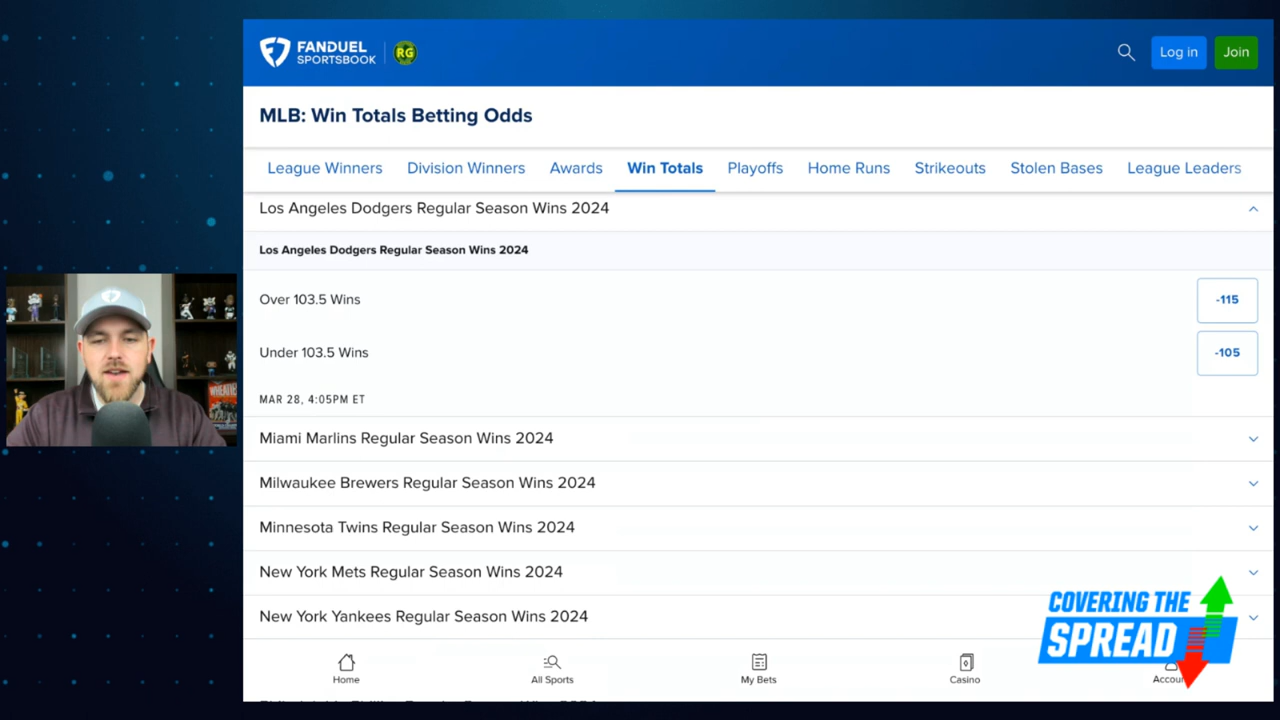 FANDUEL
SPORTSBOOK
RG
Log in
Join
MLB: Win Totals Betting Odds
League Winners
Division Winners
Awards
Win Totals
Playoffs
Home Runs
Strikeouts
Stolen Bases
League Leaders
Los Angeles Dodgers Regular Season Wins 2024
Los Angeles Dodgers Regular Season Wins 2024
Over 103.5 Wins
-115
Under 103.5 Wins
-105
MAR 28, 4:05PM ET
Miami Marlins Regular Season Wins 2024
Milwaukee Brewers Regular Season Wins 2024
Minnesota Twins Regular Season Wins 2024
New York Mets Regular Season Wins 2024
New York Yankees Regular Season Wins 2024
COVERING THE
SPREAD
Home
All Sports
My Bets
Casino
WHEATIES